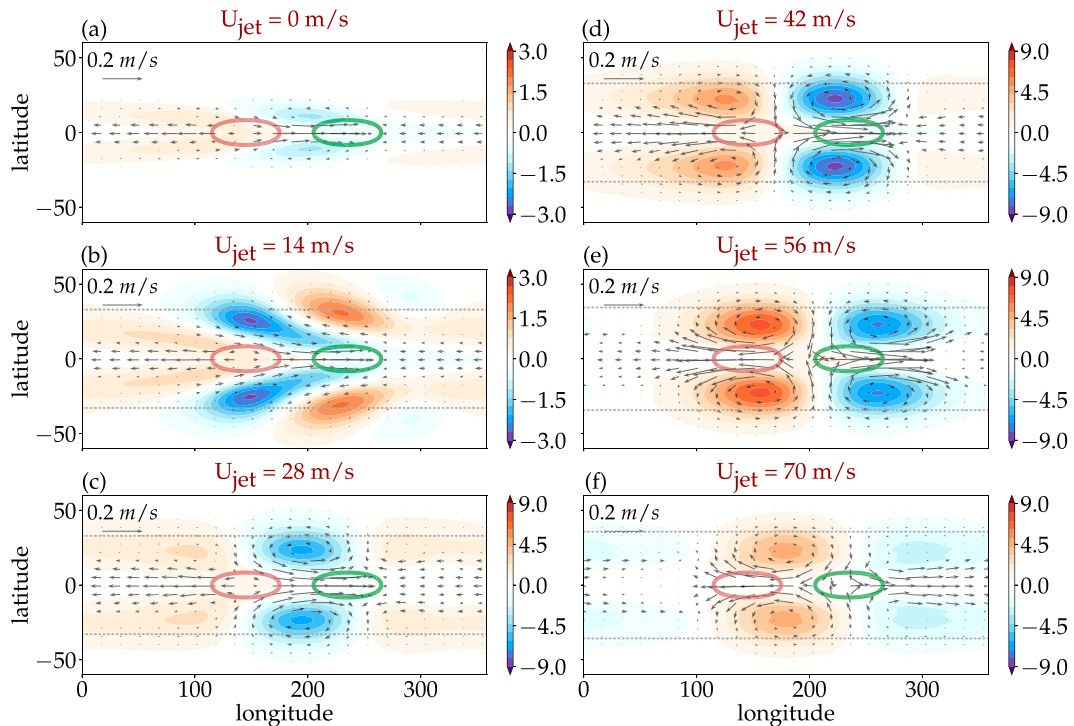 (a)
U_jet = 0 m/s
0.2 m/s
latitude
50
0
−50
3.0
1.5
0.0
−1.5
−3.0
(b)
U_jet = 14 m/s
0.2 m/s
latitude
50
0
−50
3.0
1.5
0.0
−1.5
−3.0
(c)
U_jet = 28 m/s
0.2 m/s
latitude
50
0
−50
0
100
200
300
longitude
9.0
4.5
0.0
−4.5
−9.0
(d)
U_jet = 42 m/s
0.2 m/s
9.0
4.5
0.0
−4.5
−9.0
(e)
U_jet = 56 m/s
0.2 m/s
9.0
4.5
0.0
−4.5
−9.0
(f)
U_jet = 70 m/s
0.2 m/s
0
100
200
300
longitude
9.0
4.5
0.0
−4.5
−9.0